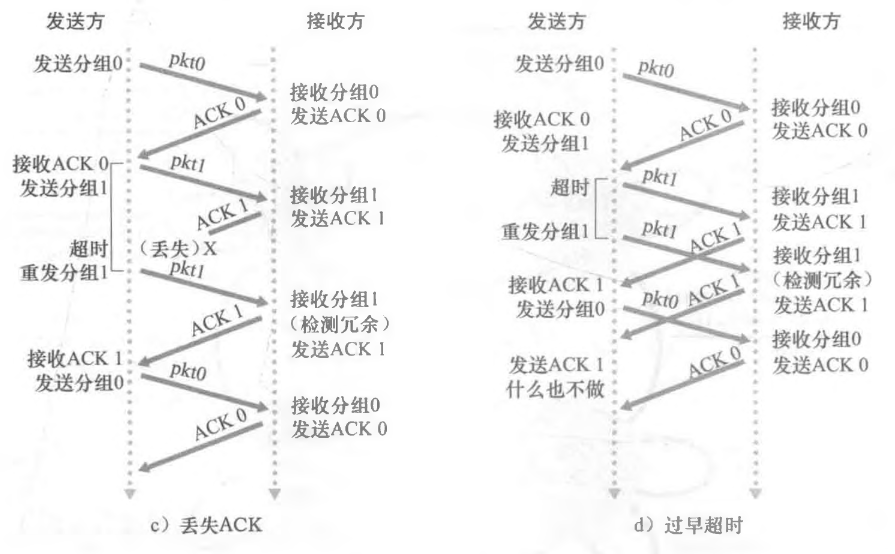 发送方
接收方
发送分组0
pkt0
接收分组0
发送ACK 0
ACK 0
接收ACK 0
发送分组1
pkt1
接收分组1
发送ACK 1
ACK 1
(丢失)X
超时
重发分组1
pkt1
接收分组1
(检测冗余)
发送ACK 1
ACK 1
接收ACK 1
发送分组0
pkt0
接收分组0
发送ACK 0
ACK 0
c)丢失ACK
发送方
接收方
发送分组0
pkt0
接收分组0
发送ACK 0
ACK 0
接收ACK 0
发送分组1
超时
pkt1
接收分组1
发送ACK 1
重发分组1
pkt1
ACK 1
接收分组1
(检测冗余)
发送ACK 1
接收ACK 1
发送分组0
pkt0
ACK 1
接收分组0
发送ACK 0
发送ACK 1
什么也不做
ACK 0
d)过早超时